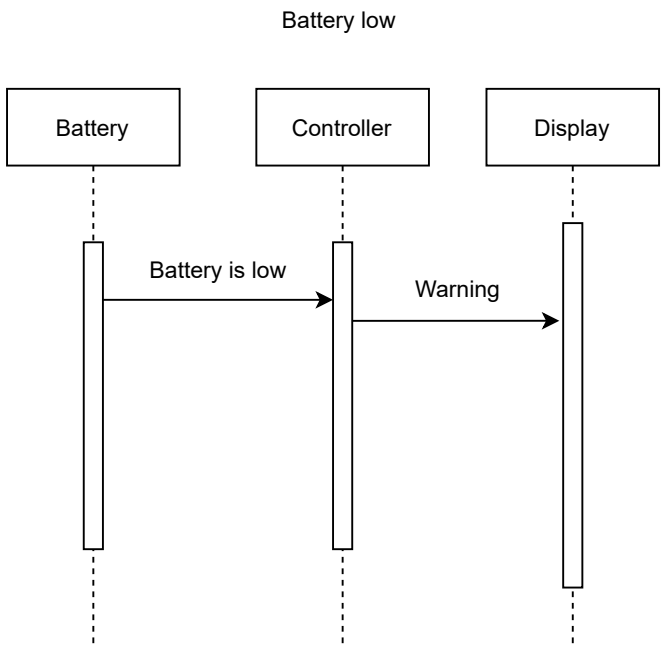 Battery low
Battery
Controller
Display
Battery is low
Warning